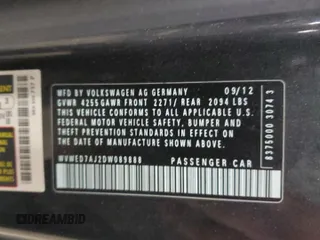 MFD BY VOLKSWAGEN AG GERMANY 09/12
GVWR 4255 GAWR FRONT 2271/ REAR 2094 LBS
THIS VEHICLE CONFORMS TO ALL APPLICABLE
FEDERAL MOTOR VEHICLE SAFETY, BUMPER AND
THEFT PREVENTION STANDARDS IN EFFECT ON
THE DATE OF MANUFACTURE SHOWN ABOVE.
WVWED7AJ2DW089888 PASSENGER CAR
8375000 3074 3
© DREAMBID.COM